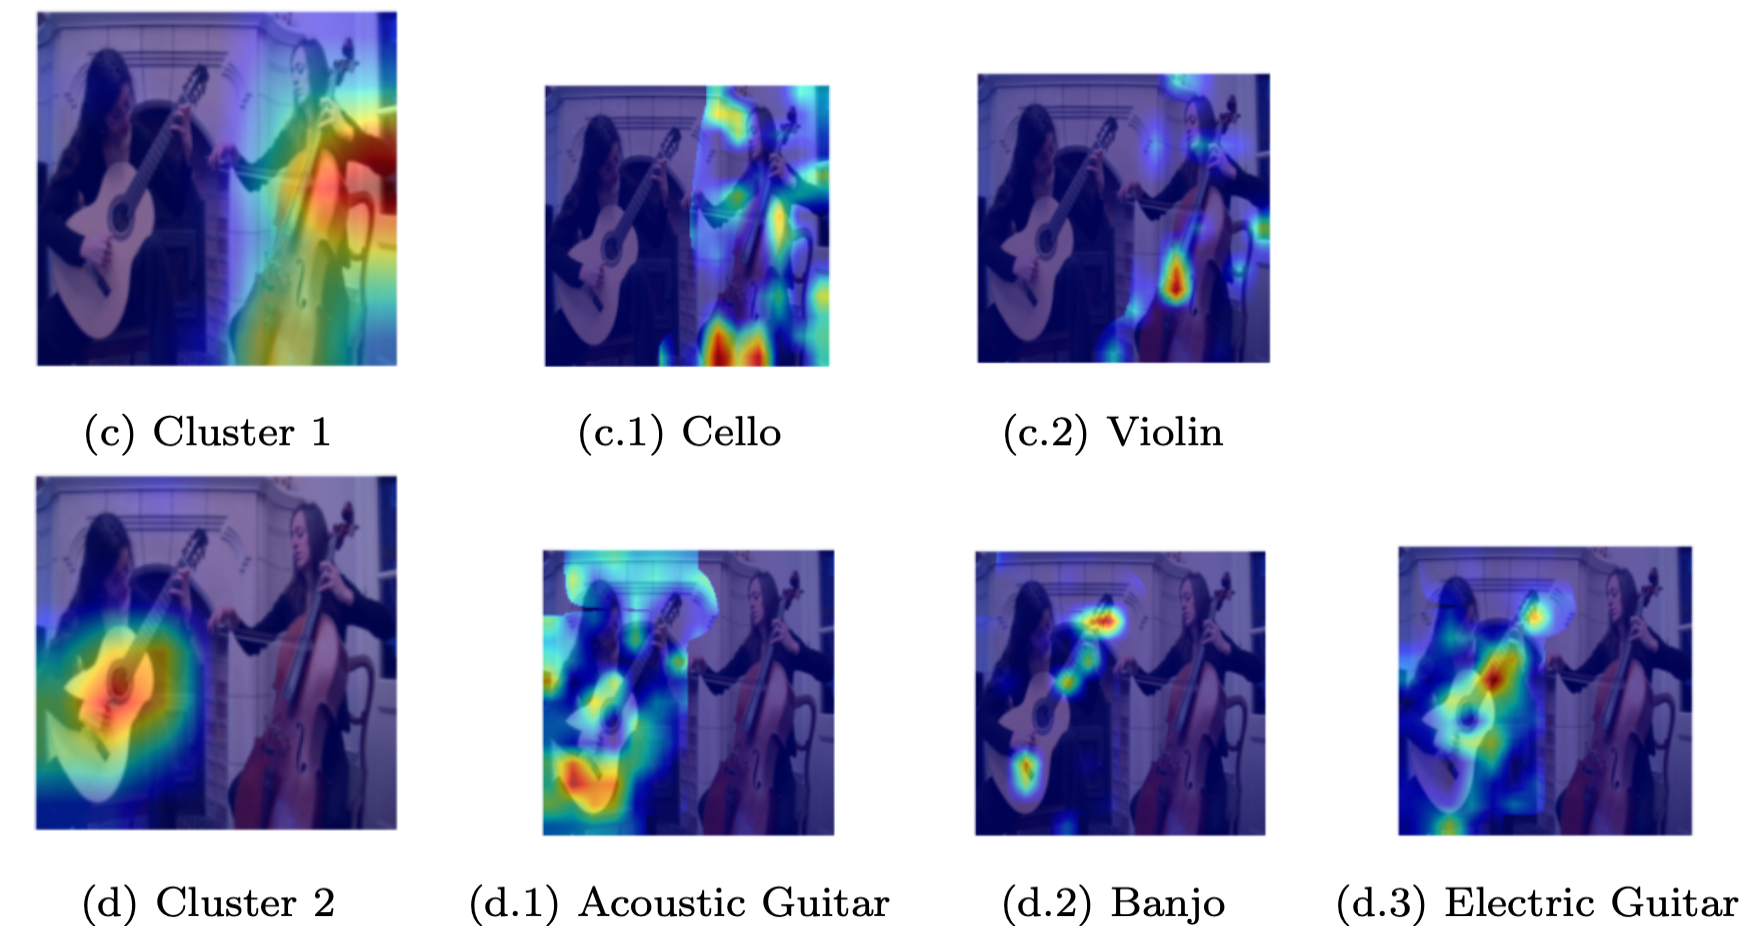 (c) Cluster 1
(c.1) Cello
(c.2) Violin
(d) Cluster 2
(d.1) Acoustic Guitar
(d.2) Banjo
(d.3) Electric Guitar